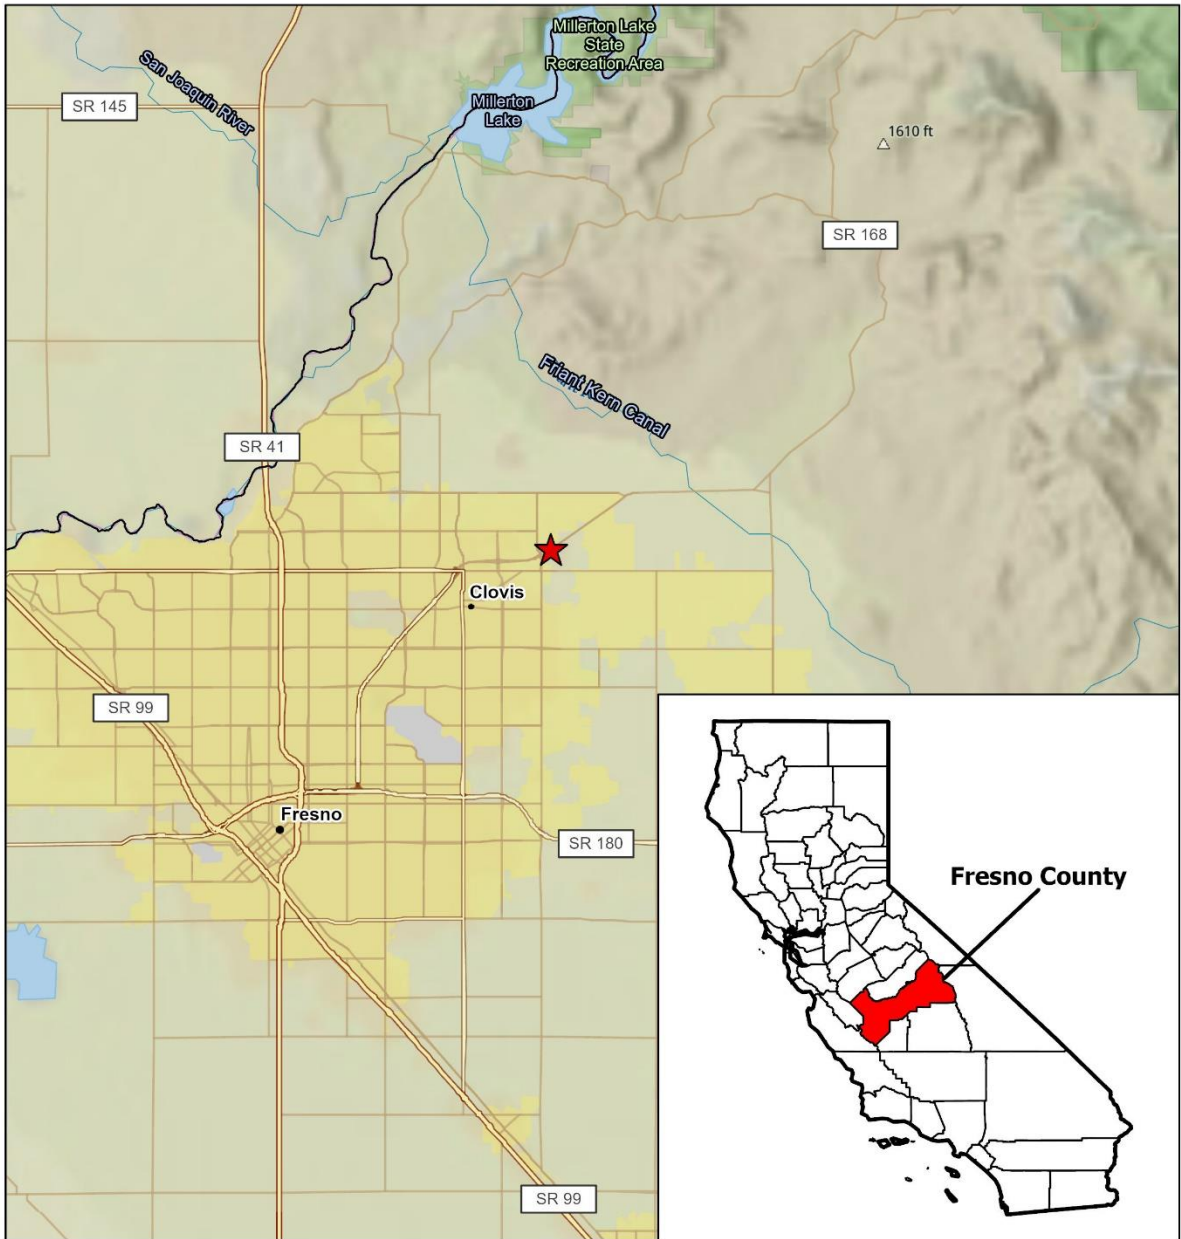 Millerton Lake
State
Recreation Area
San Joaquin River
SR 145
Millerton
Lake
1610 ft
SR 168
Friant Kern Canal
SR 41
Clovis
SR 99
Fresno
SR 180
Fresno County
SR 99